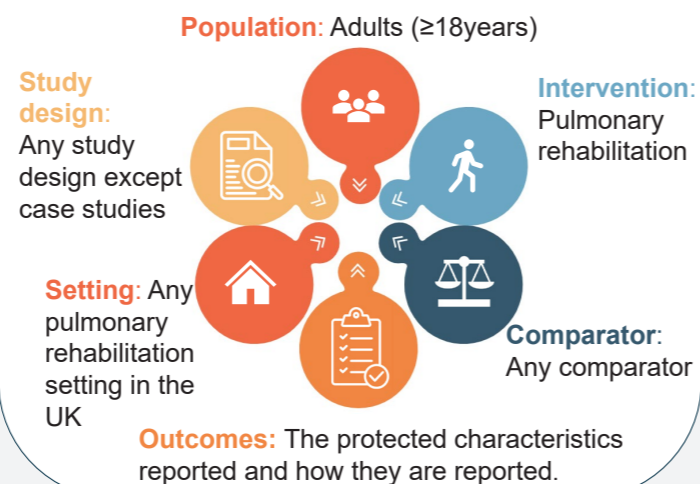 Population: Adults (≥18years)
Study
design:
Any study
design except
case studies
Intervention:
Pulmonary
rehabilitation
Setting: Any
pulmonary
rehabilitation
setting in the
UK
Comparator:
Any comparator
Outcomes: The protected characteristics
reported and how they are reported.